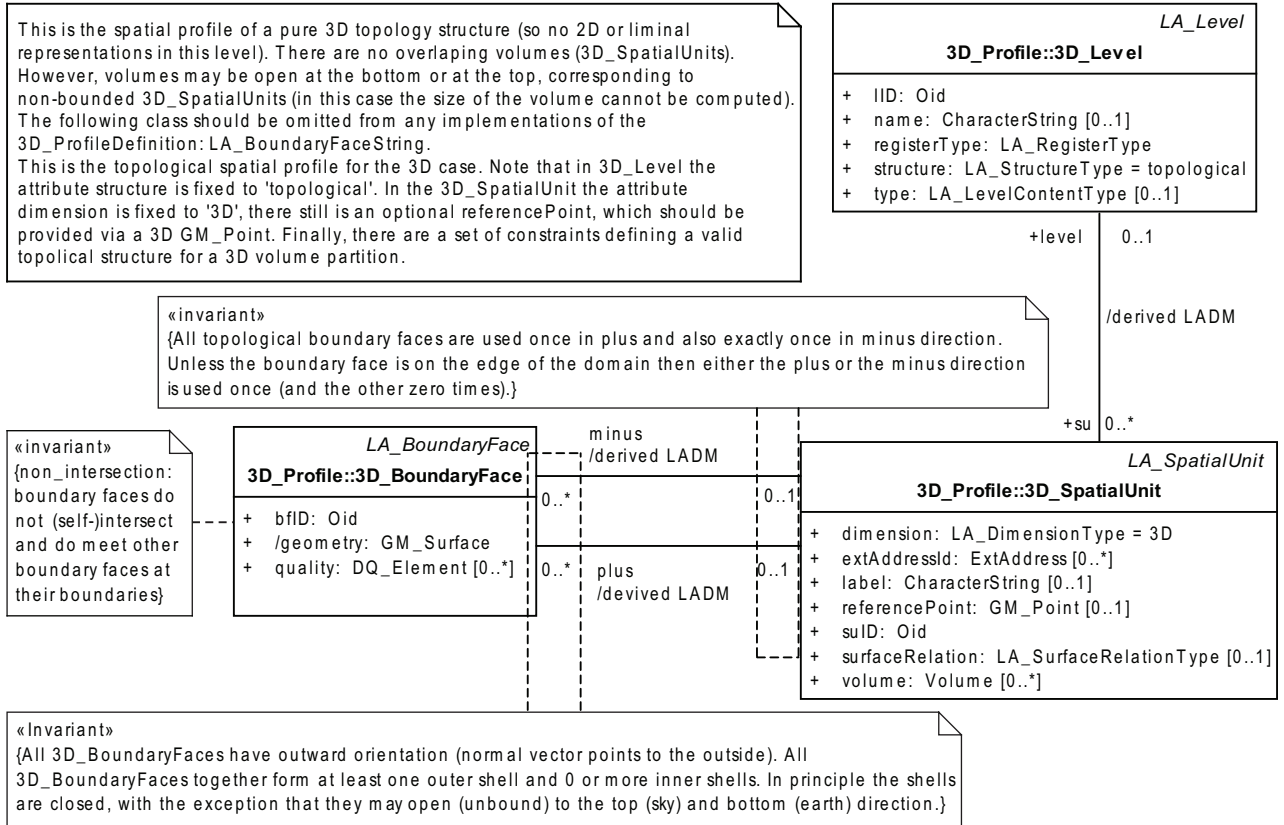 This is the spatial profile of a pure 3D topology structure (so no 2D or liminal
representations in this level). There are no overlaping volumes (3D_SpatialUnits).
However, volumes may be open at the bottom or at the top, corresponding to
non-bounded 3D_SpatialUnits (in this case the size of the volume cannot be computed).
The following class should be omitted from any implementations of the
3D_ProfileDefinition: LA_BoundaryFaceString.
This is the topological spatial profile for the 3D case. Note that in 3D_Level the
attribute structure is fixed to 'topological'. In the 3D_SpatialUnit the attribute
dimension is fixed to '3D', there still is an optional referencePoint, which should be
provided via a 3D GM_Point. Finally, there are a set of constraints defining a valid
topolical structure for a 3D volume partition.
LA_Level
3D_Profile::3D_Level
+ lID: Oid
+ name: CharacterString [0..1]
+ registerType: LA_RegisterType
+ structure: LA_StructureType = topological
+ type: LA_LevelContentType [0..1]
+level 0..1
/derived LADM
+su 0..*
«invariant»
{All topological boundary faces are used once in plus and also exactly once in minus direction.
Unless the boundary face is on the edge of the domain then either the plus or the minus direction
is used once (and the other zero times).}
«invariant»
{non_intersection:
boundary faces do
not (self-)intersect
and do meet other
boundary faces at
their boundaries}
LA_BoundaryFace
3D_Profile::3D_BoundaryFace
+ bfID: Oid
+ /geometry: GM_Surface
+ quality: DQ_Element [0..*]
minus
/derived LADM
0..* 0..1
0..* plus 0..1
/devived LADM
LA_SpatialUnit
3D_Profile::3D_SpatialUnit
+ dimension: LA_DimensionType = 3D
+ extAddressId: ExtAddress [0..*]
+ label: CharacterString [0..1]
+ referencePoint: GM_Point [0..1]
+ suID: Oid
+ surfaceRelation: LA_SurfaceRelationType [0..1]
+ volume: Volume [0..*]
«Invariant»
{All 3D_BoundaryFaces have outward orientation (normal vector points to the outside). All
3D_BoundaryFaces together form at least one outer shell and 0 or more inner shells. In principle the shells
are closed, with the exception that they may open (unbound) to the top (sky) and bottom (earth) direction.}